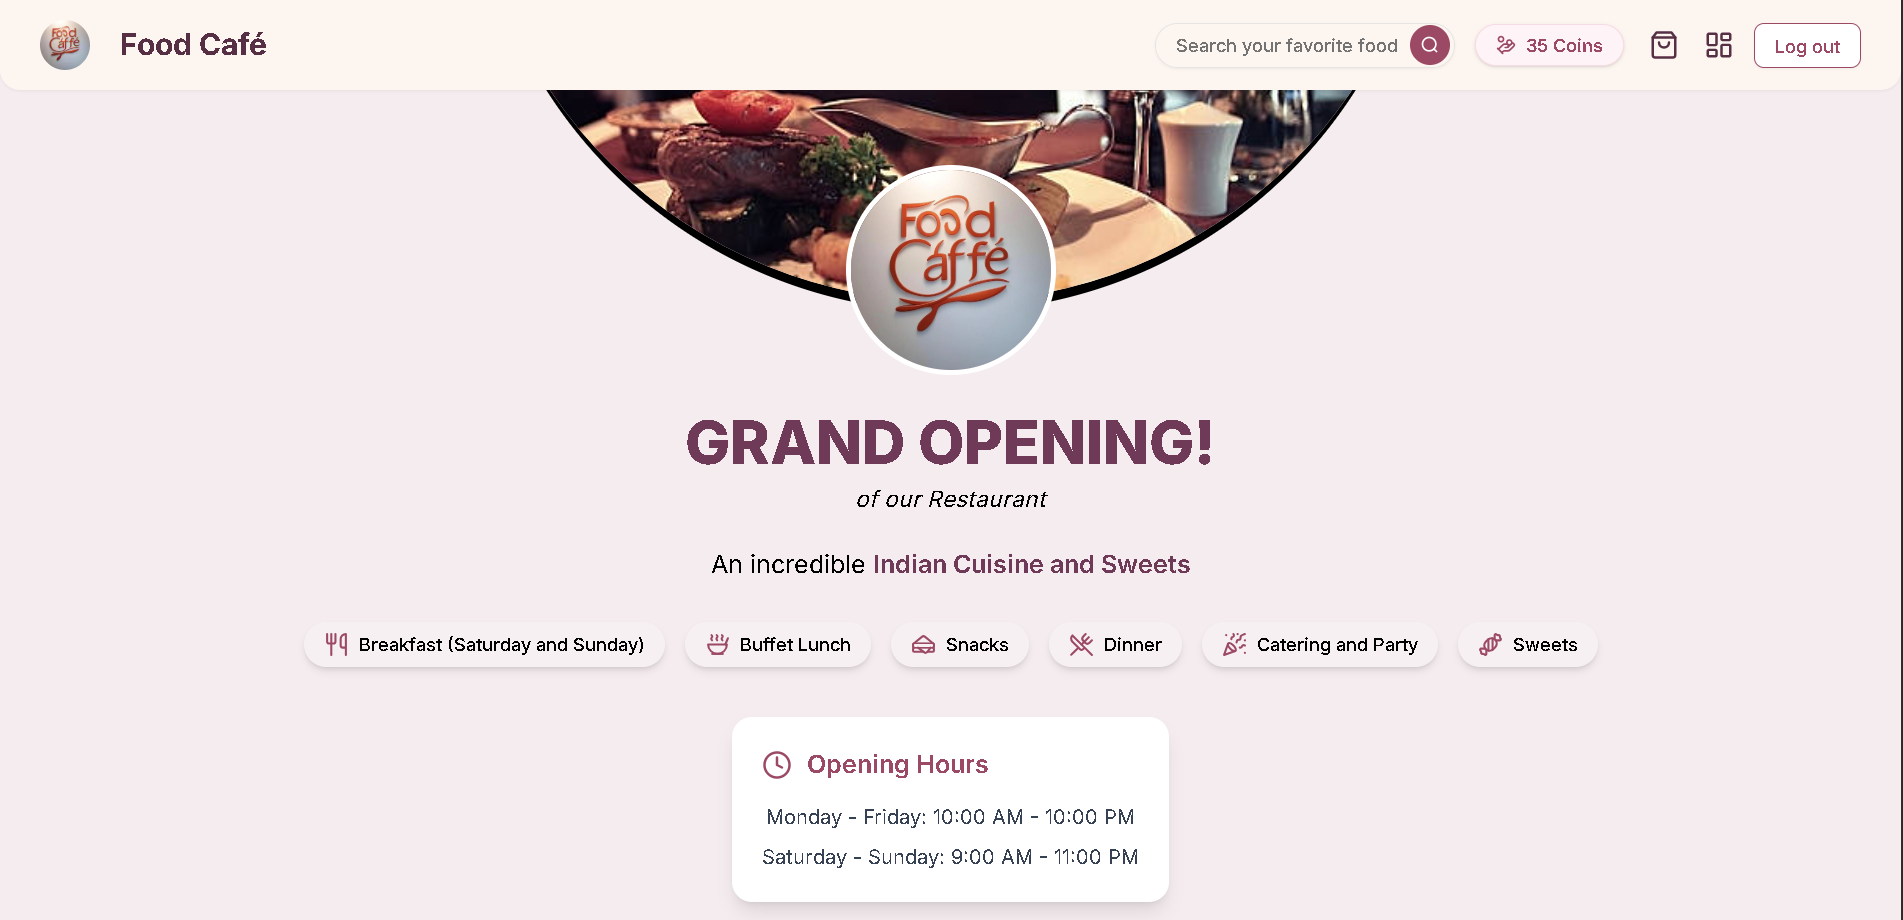 Food Café
Food Café
Search your favorite food
35 Coins
Log out
Food
Caffé
GRAND OPENING!
of our Restaurant
An incredible Indian Cuisine and Sweets
Breakfast (Saturday and Sunday)
Buffet Lunch
Snacks
Dinner
Catering and Party
Sweets
Opening Hours
Monday - Friday: 10:00 AM - 10:00 PM
Saturday - Sunday: 9:00 AM - 11:00 PM